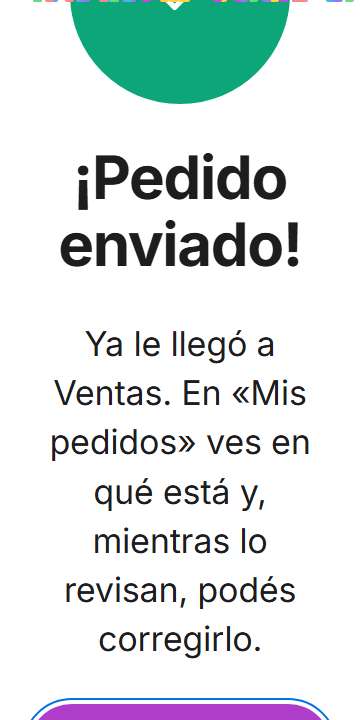 ¡Pedido
enviado!
Ya le llegó a
Ventas. En «Mis
pedidos» ves en
qué está y,
mientras lo
revisan, podés
corregirlo.